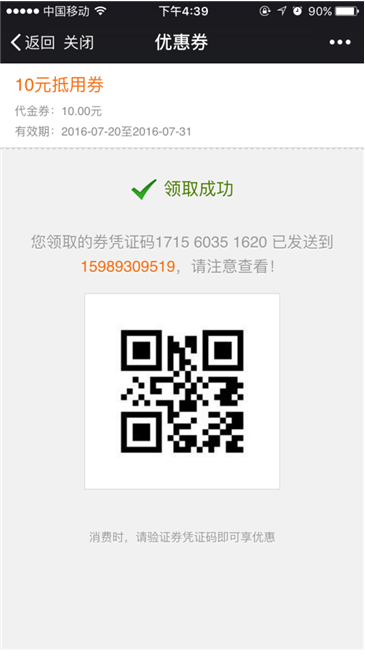 中国移动 下午4:39 90%
返回 关闭 优惠券
10元抵用券
代金券：10.00元
有效期：2016-07-20至2016-07-31
领取成功
您领取的券凭证码1715 6035 1620 已发送到
15989309519，请注意查看！
消费时，请验证券凭证码即可享优惠